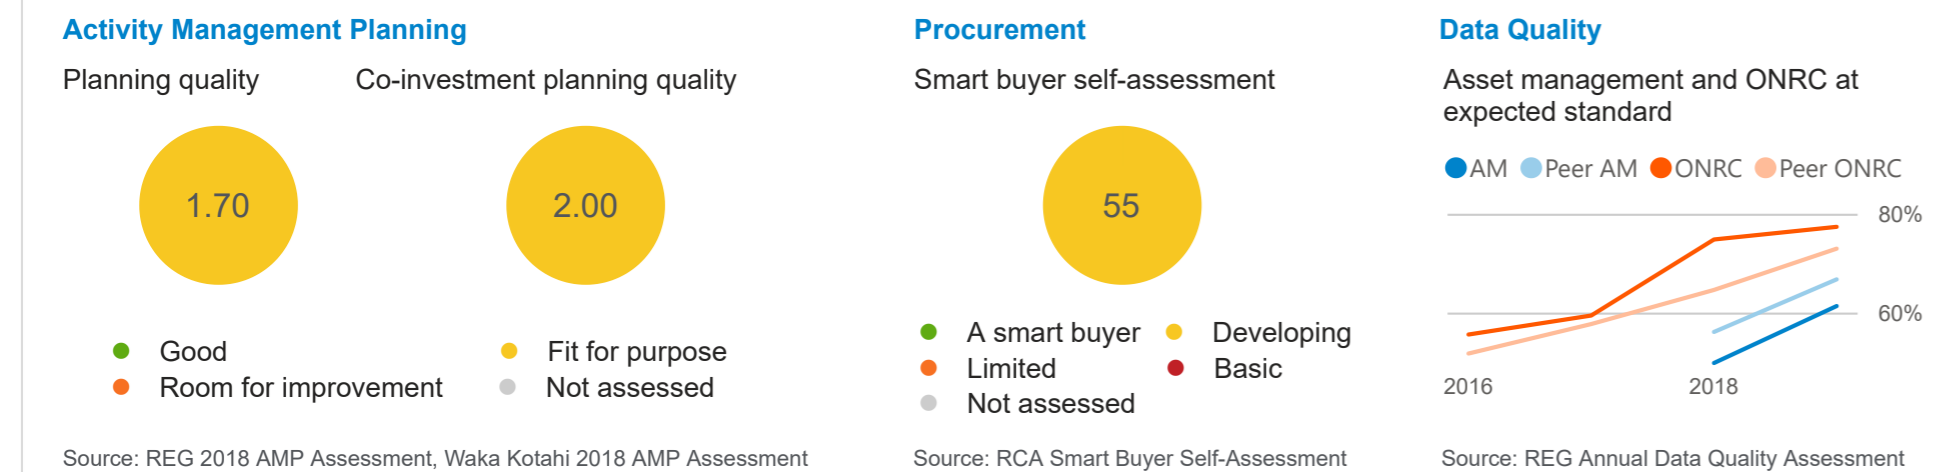 Activity Management Planning
Planning quality
Co-investment planning quality
1.70
2.00
Good
Fit for purpose
Room for improvement
Not assessed
Source: REG 2018 AMP Assessment, Waka Kotahi 2018 AMP Assessment
Procurement
Smart buyer self-assessment
55
A smart buyer
Developing
Limited
Basic
Not assessed
Source: RCA Smart Buyer Self-Assessment
Data Quality
Asset management and ONRC at
expected standard
AM Peer AM ONRC Peer ONRC
80%
60%
2016
2018
Source: REG Annual Data Quality Assessment